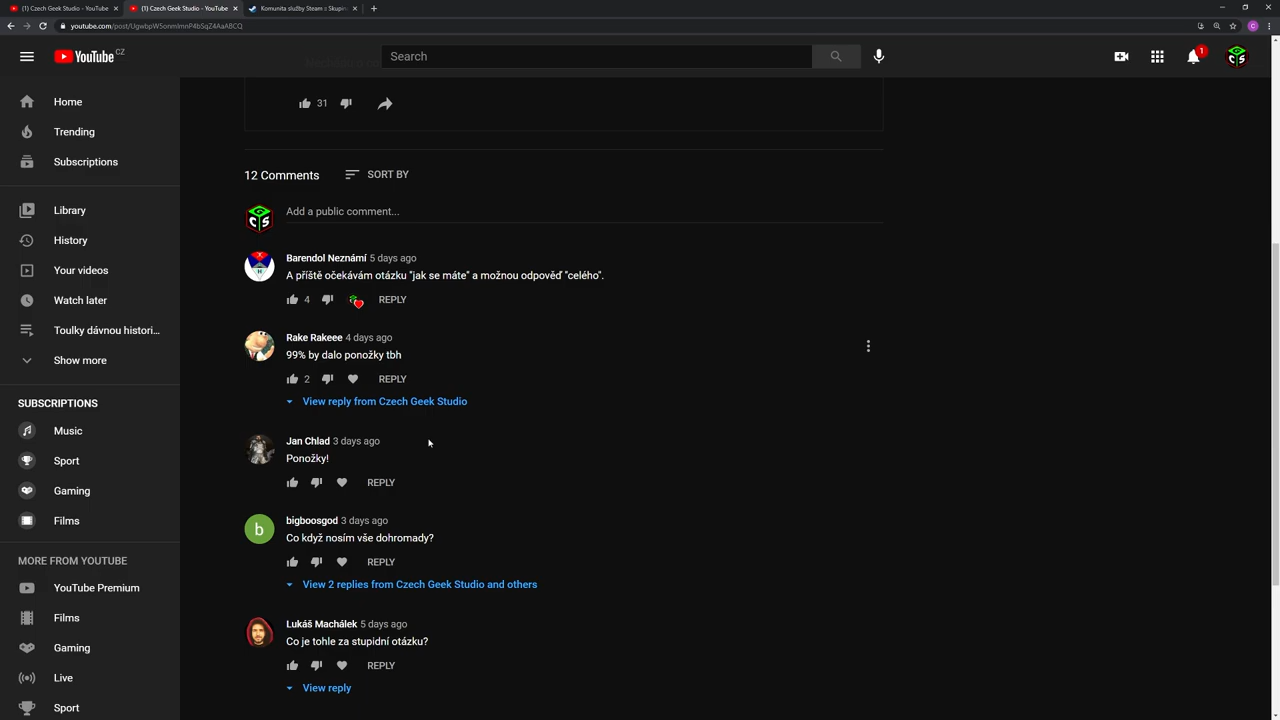 (1) Czech Geek Studio - YouTube
(1) Czech Geek Studio - YouTube
Komunita služby Steam :: Skupin
youtube.com/post/
C
YouTube CZ
Search
1
Home
Trending
Subscriptions
Library
History
Your videos
Watch later
Toulky dávnou histori...
Show more
SUBSCRIPTIONS
Music
Sport
Gaming
Films
MORE FROM YOUTUBE
YouTube Premium
Films
Gaming
Live
Sport
31
12 Comments
SORT BY
Add a public comment...
Barendol Neznámí 5 days ago
A příště očekávám otázku "jak se máte" a možnou odpověď "celého".
4 REPLY
Rake Rakeee 4 days ago
99% by dalo ponožky tbh
2 REPLY
View reply from Czech Geek Studio
Jan Chlad 3 days ago
Ponožky!
REPLY
b
bigboosgod 3 days ago
Co když nosím vše dohromady?
REPLY
View 2 replies from Czech Geek Studio and others
Lukáš Machálek 5 days ago
Co je tohle za stupidní otázku?
REPLY
View reply